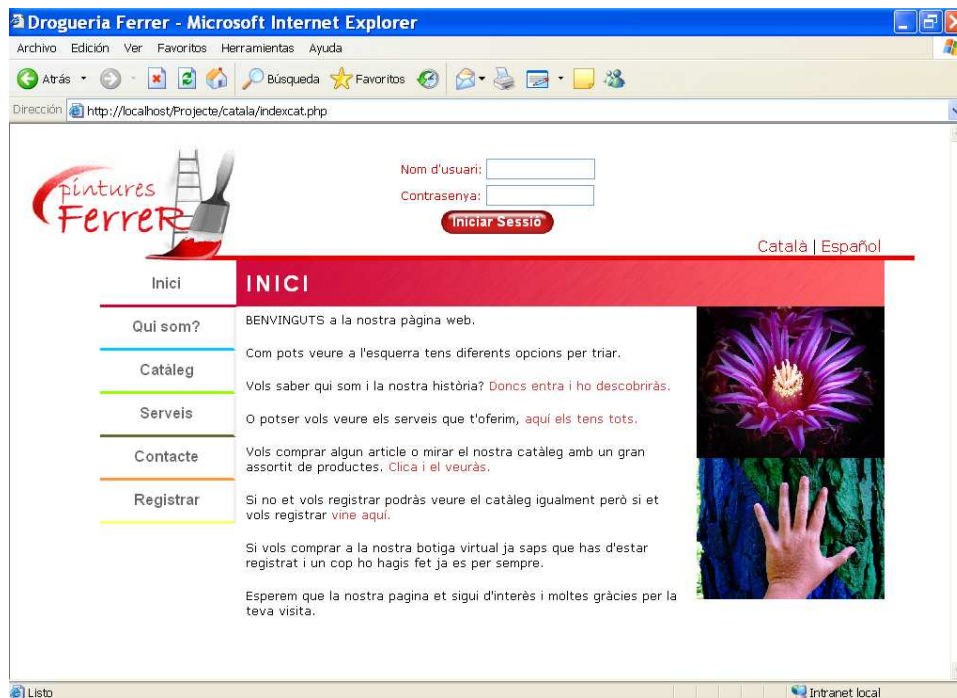 Drogueria Ferrer - Microsoft Internet Explorer
Archivo Edición Ver Favoritos Herramientas Ayuda
Atrás Búsqueda Favoritos
Dirección http://localhost/Projecte/catala/indexcat.php
pintures
FerreR
Nom d'usuari:
Contrasenya:
Iniciar Sessió
Català | Español
Inici
Qui som?
Catàleg
Serveis
Contacte
Registrar
INICI
BENVINGUTS a la nostra pàgina web.
Com pots veure a l'esquerra tens diferents opcions per triar.
Vols saber qui som i la nostra història? Doncs entra i ho descobriràs.
O potser vols veure els serveis que t'oferim, aquí els tens tots.
Vols comprar algun article o mirar el nostra catàleg amb un gran
assortit de productes. Clica i el veuràs.
Si no et vols registrar podràs veure el catàleg igualment però si et
vols registrar vine aquí.
Si vols comprar a la nostra botiga virtual ja saps que has d'estar
registrat i un cop ho hagis fet ja es per sempre.
Esperem que la nostra pagina et sigui d'interès i moltes gràcies per la
teva visita.
Listo
Intranet local